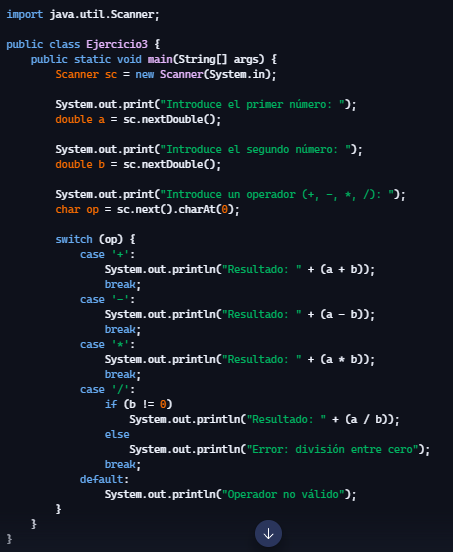 import java.util.Scanner;
public class Ejercicio3 {
public static void main(String[] args) {
Scanner sc = new Scanner(System.in);
System.out.print("Introduce el primer número: ");
double a = sc.nextDouble();
System.out.print("Introduce el segundo número: ");
double b = sc.nextDouble();
System.out.print("Introduce un operador (+, -, *, /): ");
char op = sc.next().charAt(0);
switch (op) {
case '+':
System.out.println("Resultado: " + (a + b));
break;
case '-':
System.out.println("Resultado: " + (a - b));
break;
case '*':
System.out.println("Resultado: " + (a * b));
break;
case '/':
if (b != 0)
System.out.println("Resultado: " + (a / b));
else
System.out.println("Error: división entre cero");
break;
default:
System.out.println("Operador no válido");
}
}
}